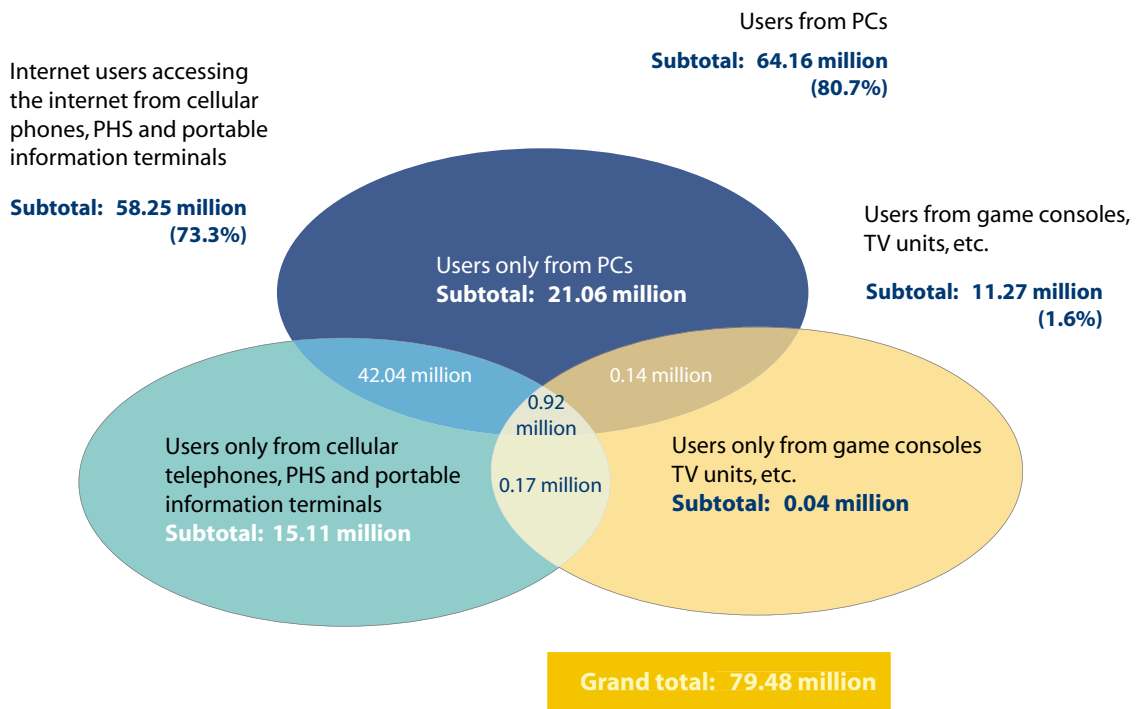 Users from PCs
Subtotal: 64.16 million
(80.7%)
Internet users accessing
the internet from cellular
phones, PHS and portable
information terminals
Subtotal: 58.25 million
(73.3%)
Users from game consoles,
TV units, etc.
Subtotal: 11.27 million
(1.6%)
Users only from PCs
Subtotal: 21.06 million
42.04 million
0.14 million
0.92
million
Users only from cellular
telephones, PHS and portable
information terminals
Subtotal: 15.11 million
0.17 million
Users only from game consoles
TV units, etc.
Subtotal: 0.04 million
Grand total: 79.48 million